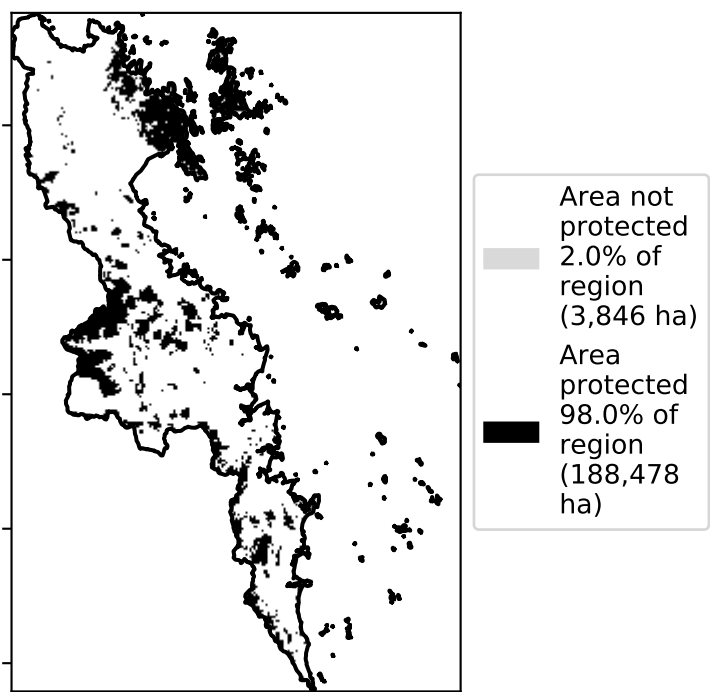 Area not
protected
2.0% of
region
(3,846 ha)
Area
protected
98.0% of
region
(188,478
ha)